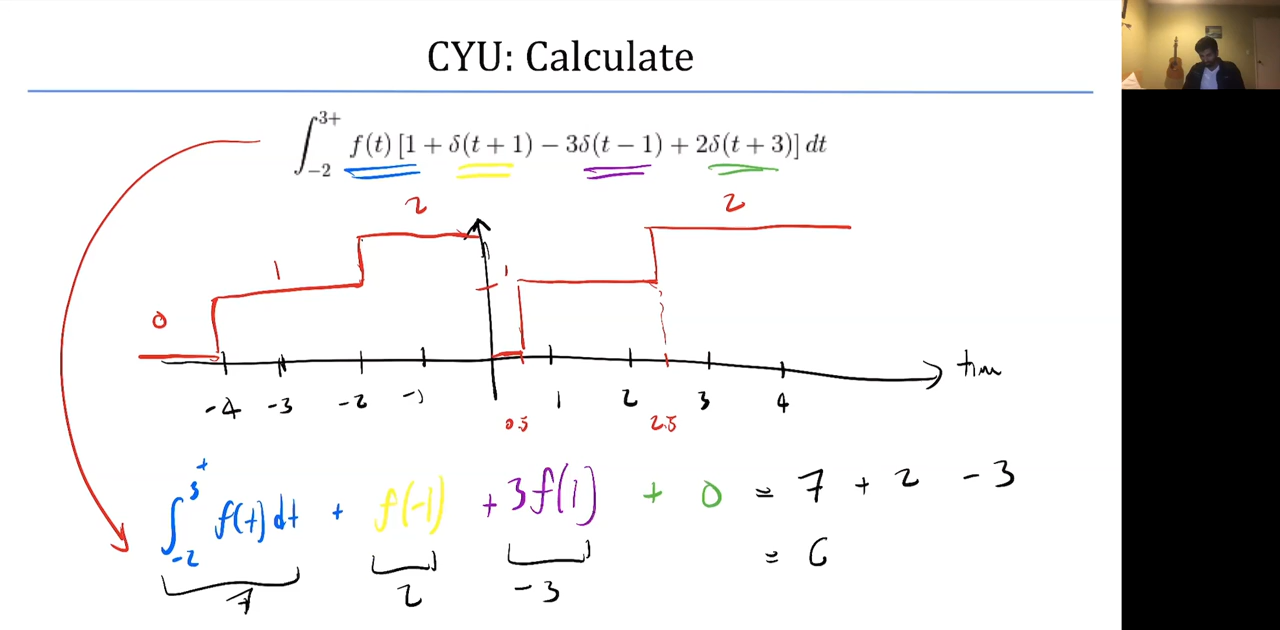 CYU: Calculate
∫_{-2}^{3+} f(t) [1 + δ(t + 1) − 3δ(t − 1) + 2δ(t + 3)] dt
2 2
1 1
0
time
-4 -3 -2 -1 1 2 3 4
0.5 2.5
∫_{-2}^{3+} f(t) dt + f(-1) + 3f(1) + 0 = 7 + 2 - 3
= 6
7 2 -3